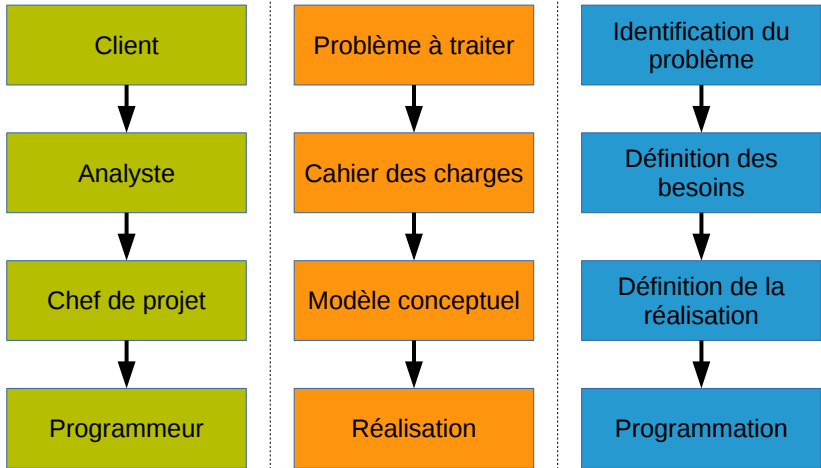 Client
Analyste
Chef de projet
Programmeur
Problème à traiter
Cahier des charges
Modèle conceptuel
Réalisation
Identification du
problème
Définition des
besoins
Définition de la
réalisation
Programmation